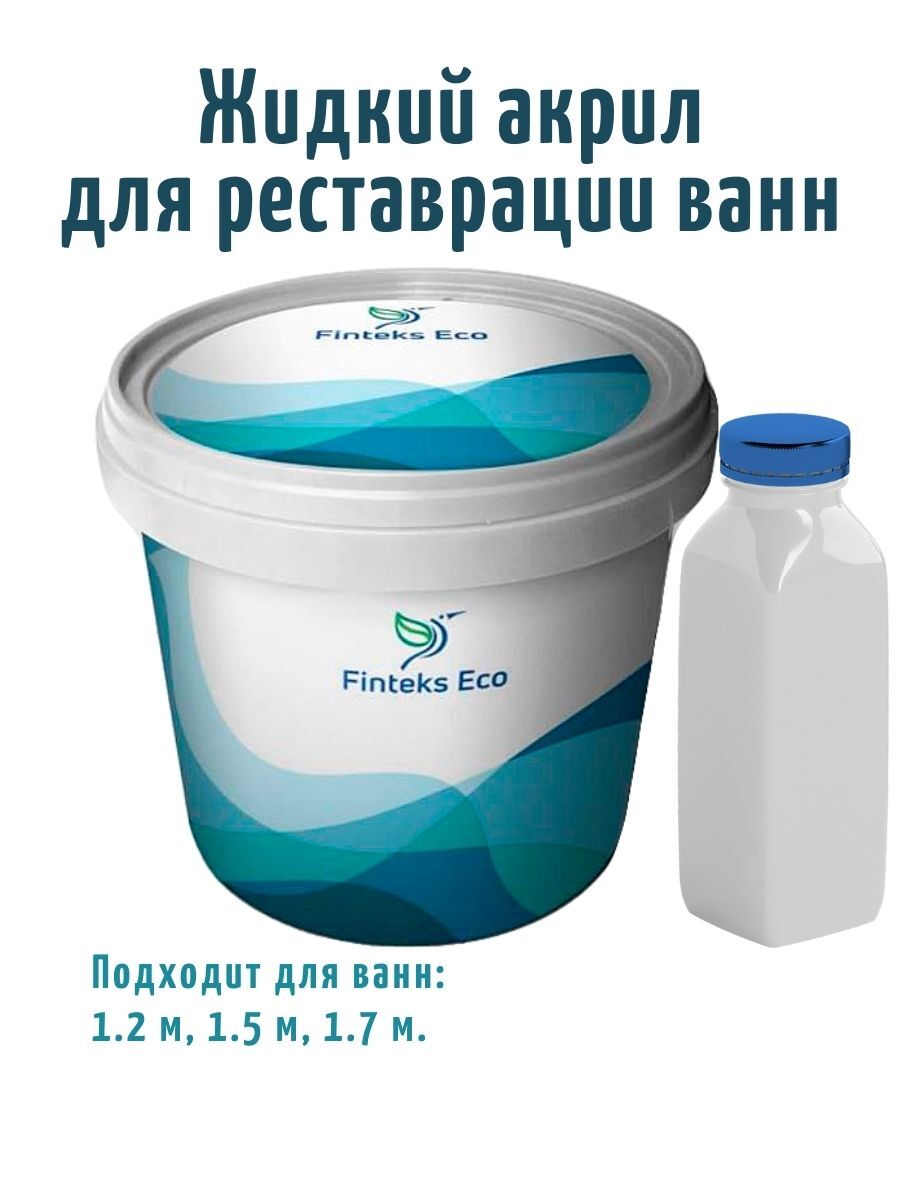 Жидкий акрил
для реставрации ванн
Finteks Eco
Finteks Eco
Подходит для ванн:
1.2 м, 1.5 м, 1.7 м.